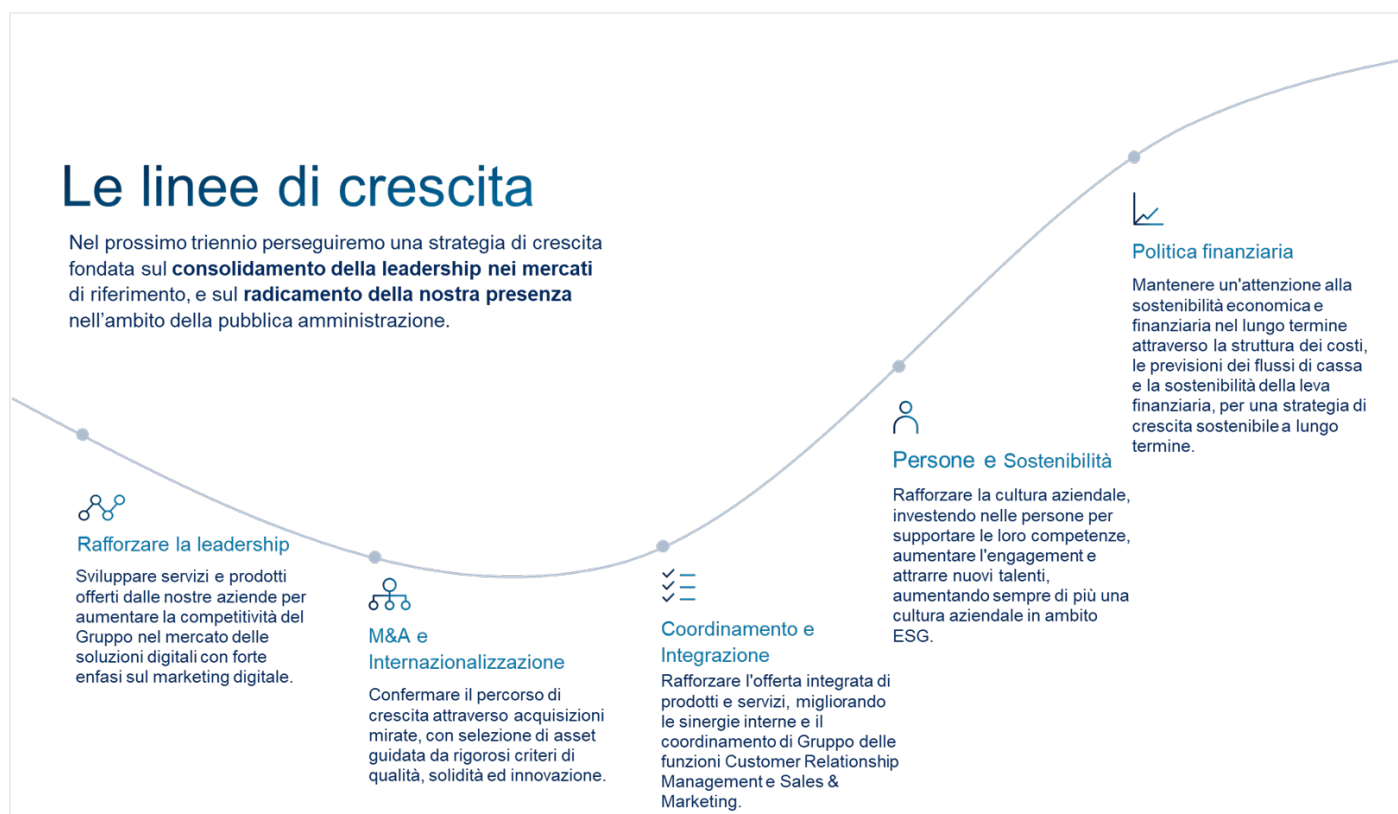 Le linee di crescita
Nel prossimo triennio perseguiremo una strategia di crescita
fondata sul consolidamento della leadership nei mercati
di riferimento, e sul radicamento della nostra presenza
nell'ambito della pubblica amministrazione.
Rafforzare la leadership
Sviluppare servizi e prodotti
offerti dalle nostre aziende per
aumentare la competitività del
Gruppo nel mercato delle
soluzioni digitali con forte
enfasi sul marketing digitale.
M&A e
Internazionalizzazione
Confermare il percorso di
crescita attraverso acquisizioni
mirate, con selezione di asset
guidata da rigorosi criteri di
qualità, solidità ed innovazione.
Coordinamento e
Integrazione
Rafforzare l'offerta integrata di
prodotti e servizi, migliorando
le sinergie interne e il
coordinamento di Gruppo delle
funzioni Customer Relationship
Management e Sales &
Marketing.
Persone e Sostenibilità
Rafforzare la cultura aziendale,
investendo nelle persone per
supportare le loro competenze,
aumentare l'engagement e
attrarre nuovi talenti,
aumentando sempre di più una
cultura aziendale in ambito
ESG.
Politica finanziaria
Mantenere un'attenzione alla
sostenibilità economica e
finanziaria nel lungo termine
attraverso la struttura dei costi,
le previsioni dei flussi di cassa
e la sostenibilità della leva
finanziaria, per una strategia di
crescita sostenibile a lungo
termine.